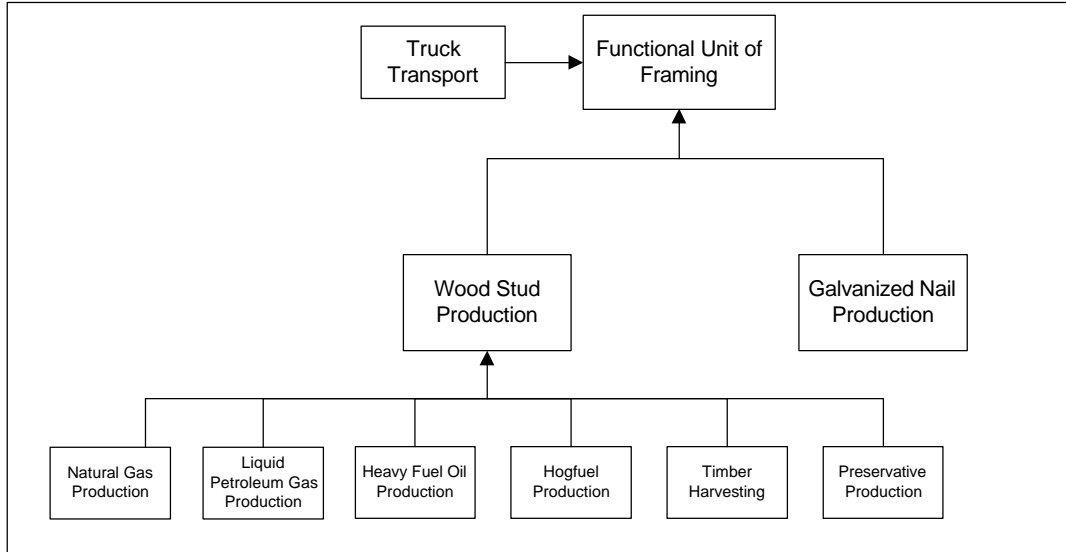 Truck
Transport
Functional Unit of
Framing
Wood Stud
Production
Galvanized Nail
Production
Natural Gas
Production
Liquid
Petroleum Gas
Production
Heavy Fuel Oil
Production
Hogfuel
Production
Timber
Harvesting
Preservative
Production